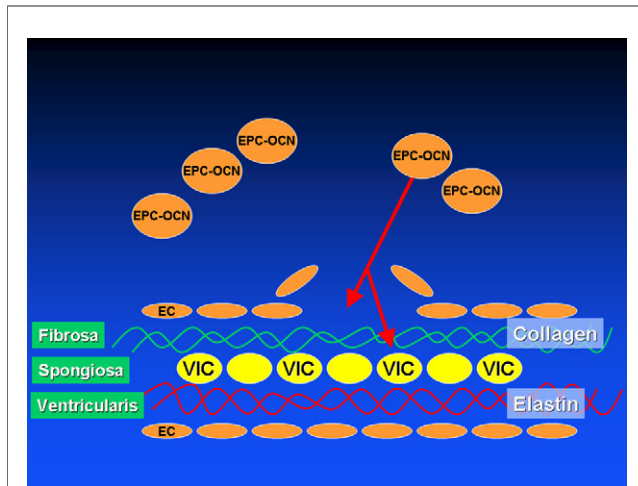 EPC-OCN
EPC-OCN
EPC-OCN
EPC-OCN
EPC-OCN
EC
Fibrosa
Collagen
Spongiosa
VIC VIC VIC VIC
Ventricularis
Elastin
EC